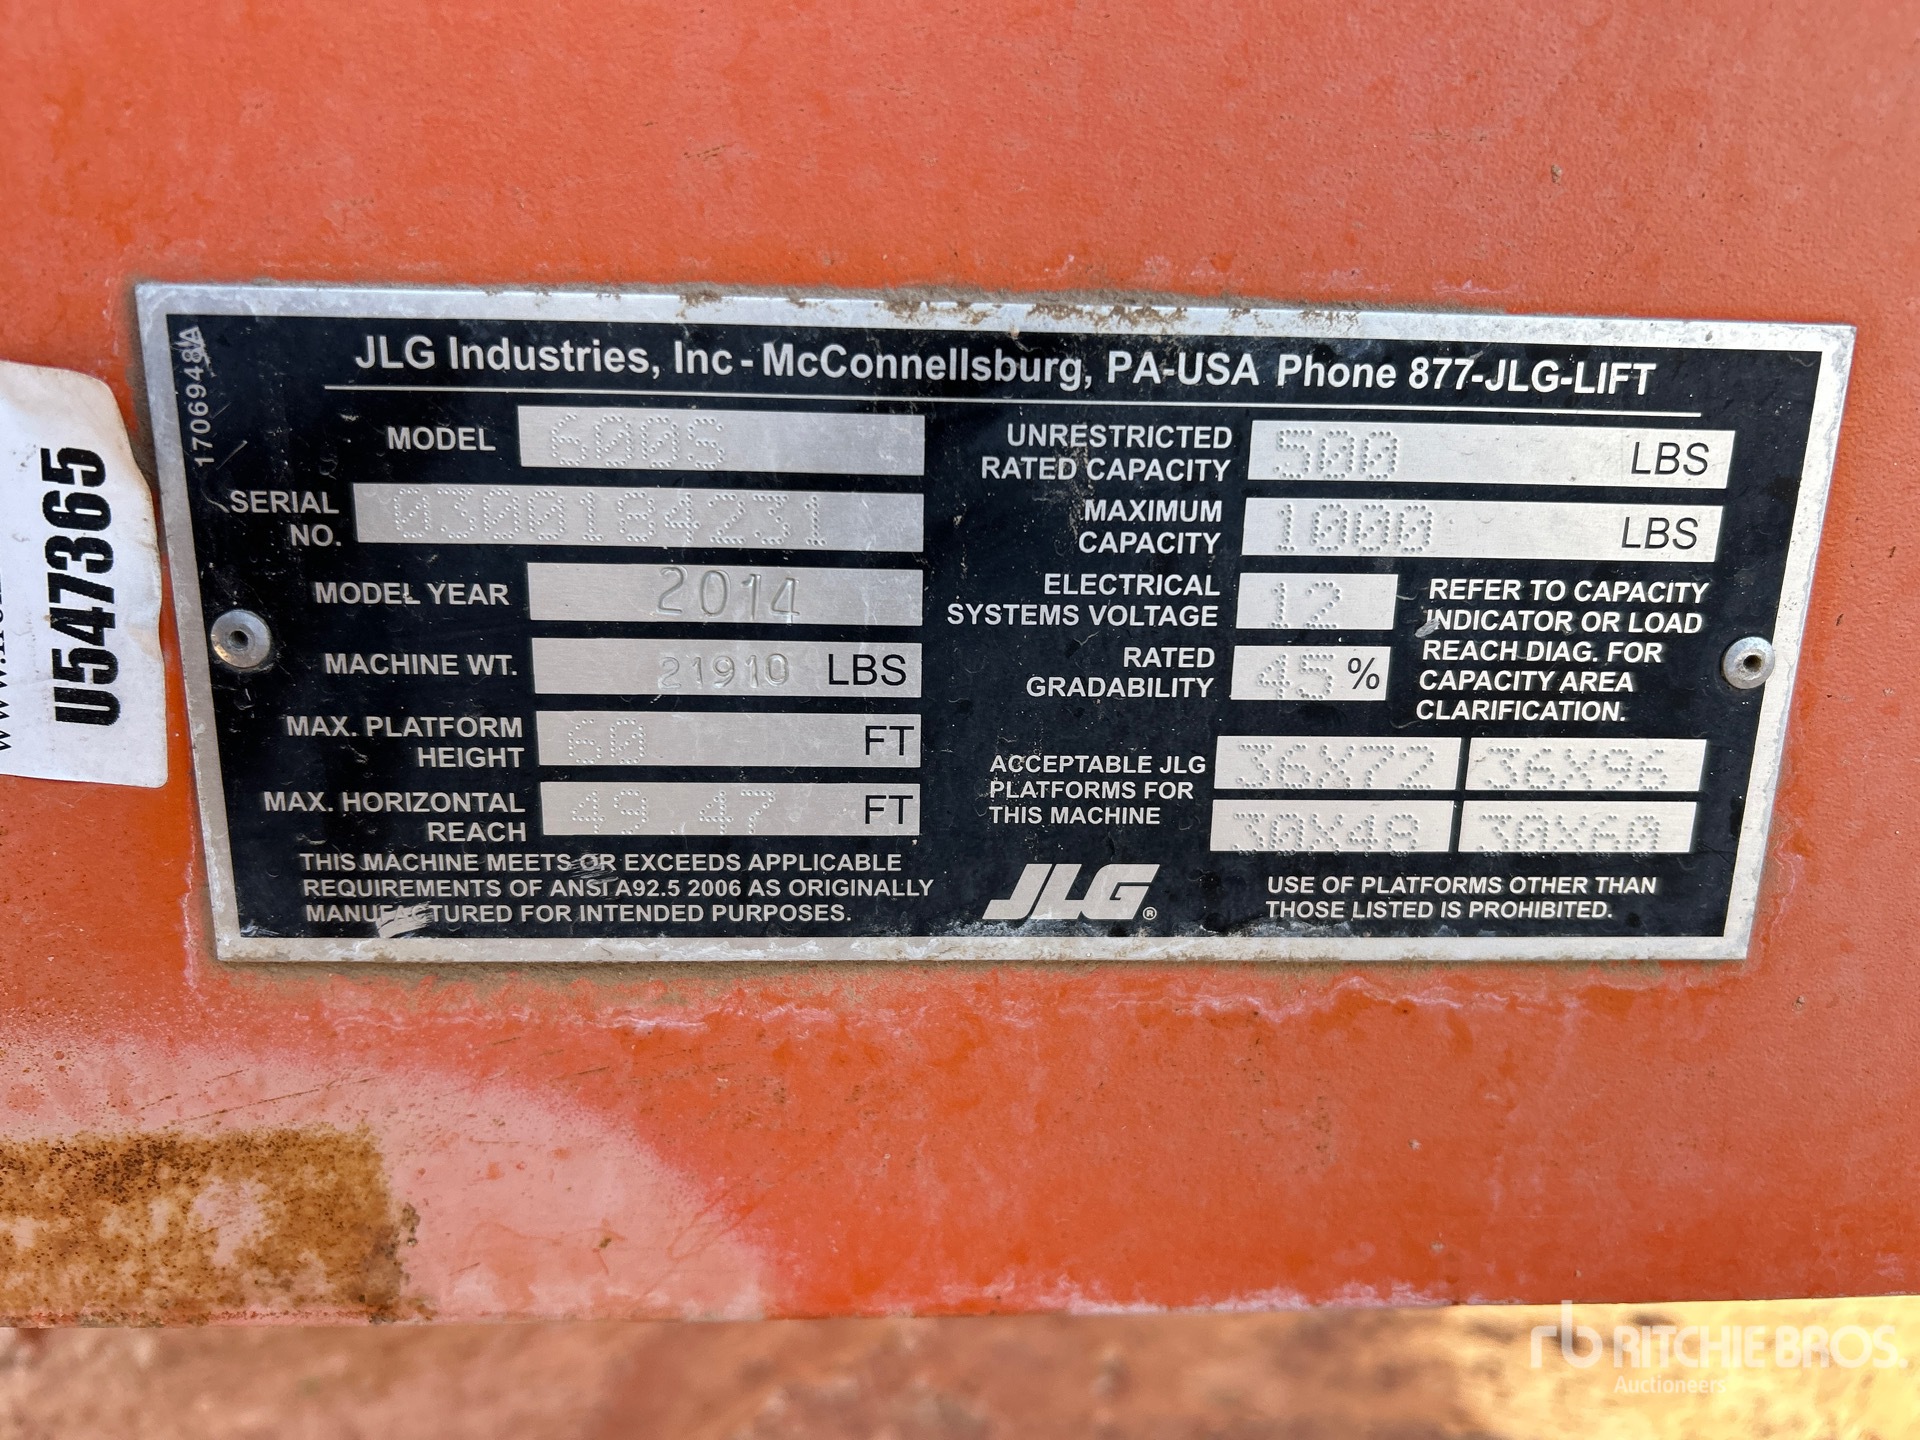 1706948A
JLG Industries, Inc - McConnellsburg, PA-USA Phone 877-JLG-LIFT
MODEL 600S
SERIAL NO. 0300184231
MODEL YEAR 2014
MACHINE WT. 21910 LBS
MAX. PLATFORM HEIGHT 60 FT
MAX. HORIZONTAL REACH 49.47 FT
THIS MACHINE MEETS OR EXCEEDS APPLICABLE
REQUIREMENTS OF ANSI A92.5 2006 AS ORIGINALLY
MANUFACTURED FOR INTENDED PURPOSES.
UNRESTRICTED RATED CAPACITY 500 LBS
MAXIMUM CAPACITY 1000 LBS
ELECTRICAL SYSTEMS VOLTAGE 12
RATED GRADABILITY 45 %
REFER TO CAPACITY
INDICATOR OR LOAD
REACH DIAG. FOR
CAPACITY AREA
CLARIFICATION.
ACCEPTABLE JLG
PLATFORMS FOR
THIS MACHINE
36X72 36X96
30X48 30X60
JLG®
USE OF PLATFORMS OTHER THAN
THOSE LISTED IS PROHIBITED.
U547365
rb RITCHIE BROS.
Auctioneers